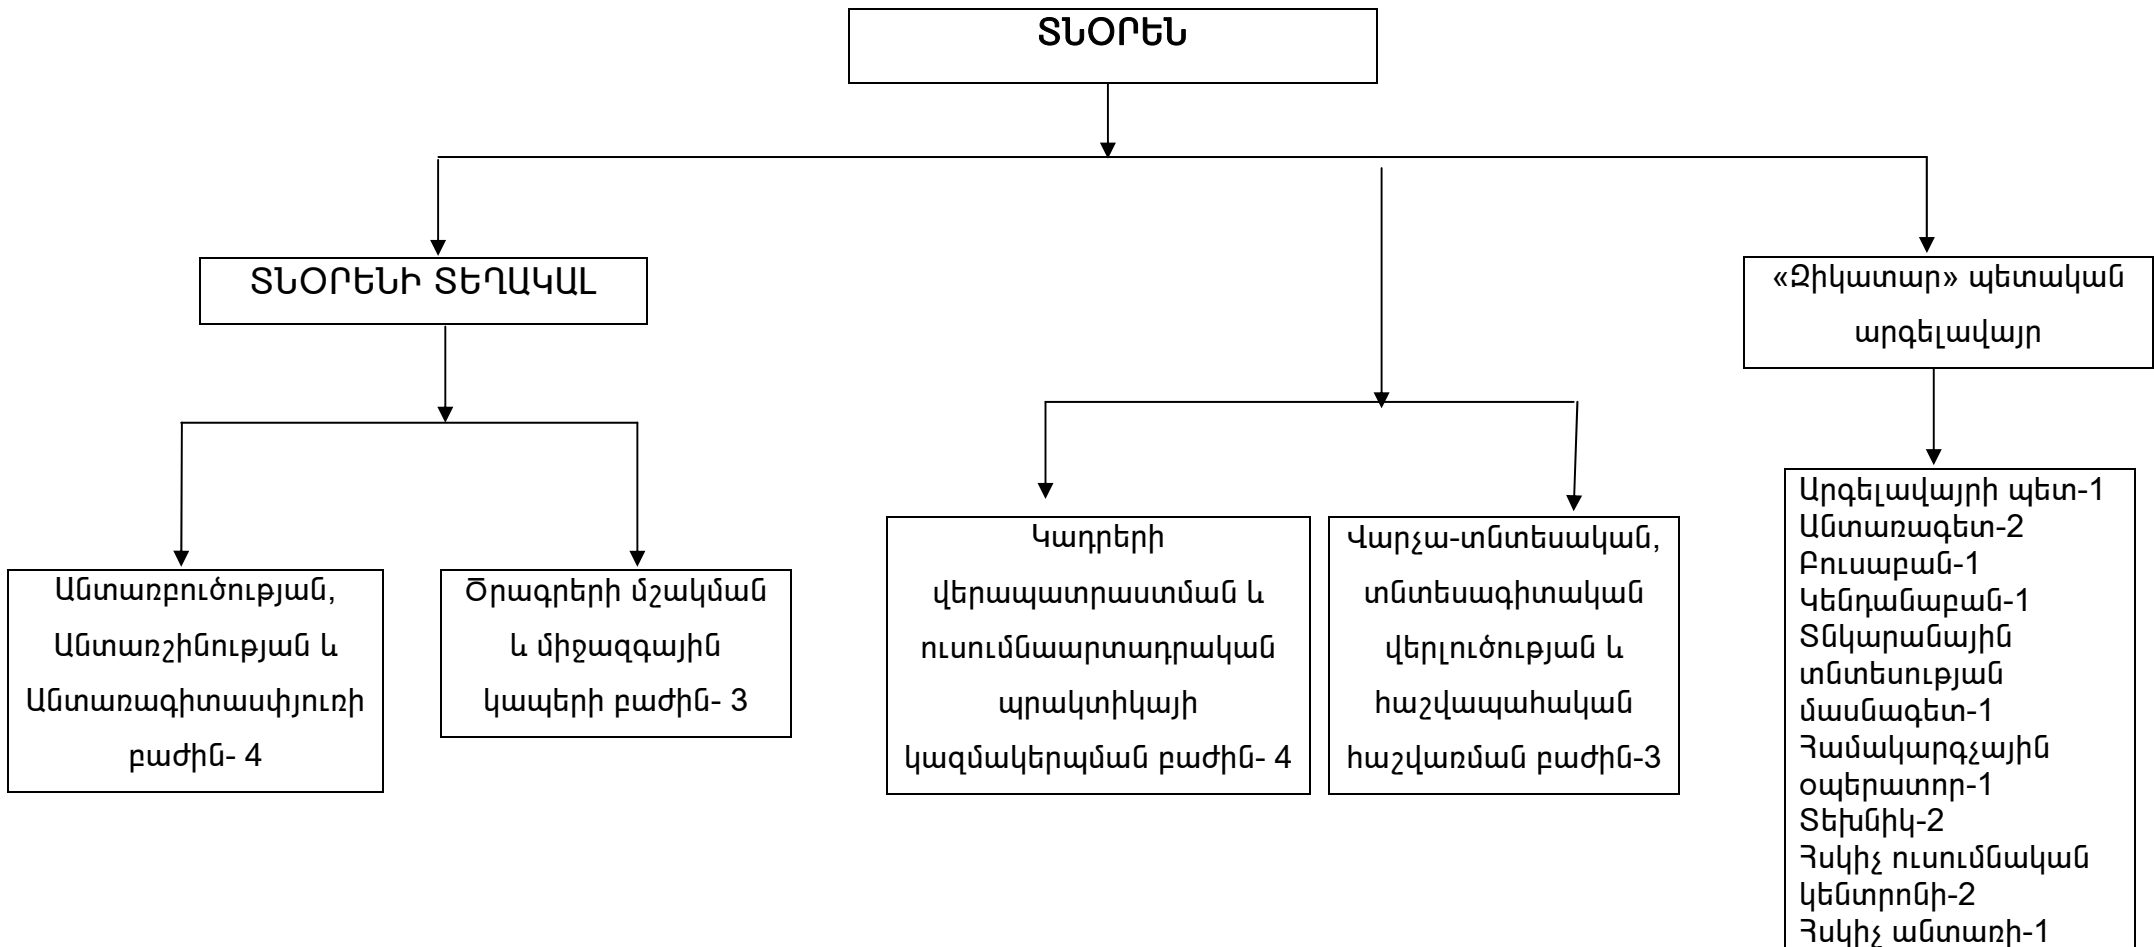 ՏՆՕՐԵՆ
ՏՆՕՐԵՆԻ ՏԵՂԱԿԱԼ
«Զիկատար» պետական
արգելավայր
Անտառբուծության,
Անտառշինության և
Անտառագիտասփյուռի
բաժին- 4
Ծրագրերի մշակման
և միջազգային
կապերի բաժին- 3
Կադրերի
վերապատրաստման և
ուսումնաարտադրական
պրակտիկայի
կազմակերպման բաժին- 4
Վարչա-տնտեսական,
տնտեսագիտական
վերլուծության և
հաշվապահական
հաշվառման բաժին-3
Արգելավայրի պետ-1
Անտառագետ-2
Բուսաբան-1
Կենդանաբան-1
Տնկարանային
տնտեսության
մասնագետ-1
Համակարգչային
օպերատոր-1
Տեխնիկ-2
Հսկիչ ուսումնական
կենտրոնի-2
Հսկիչ անտառի-1